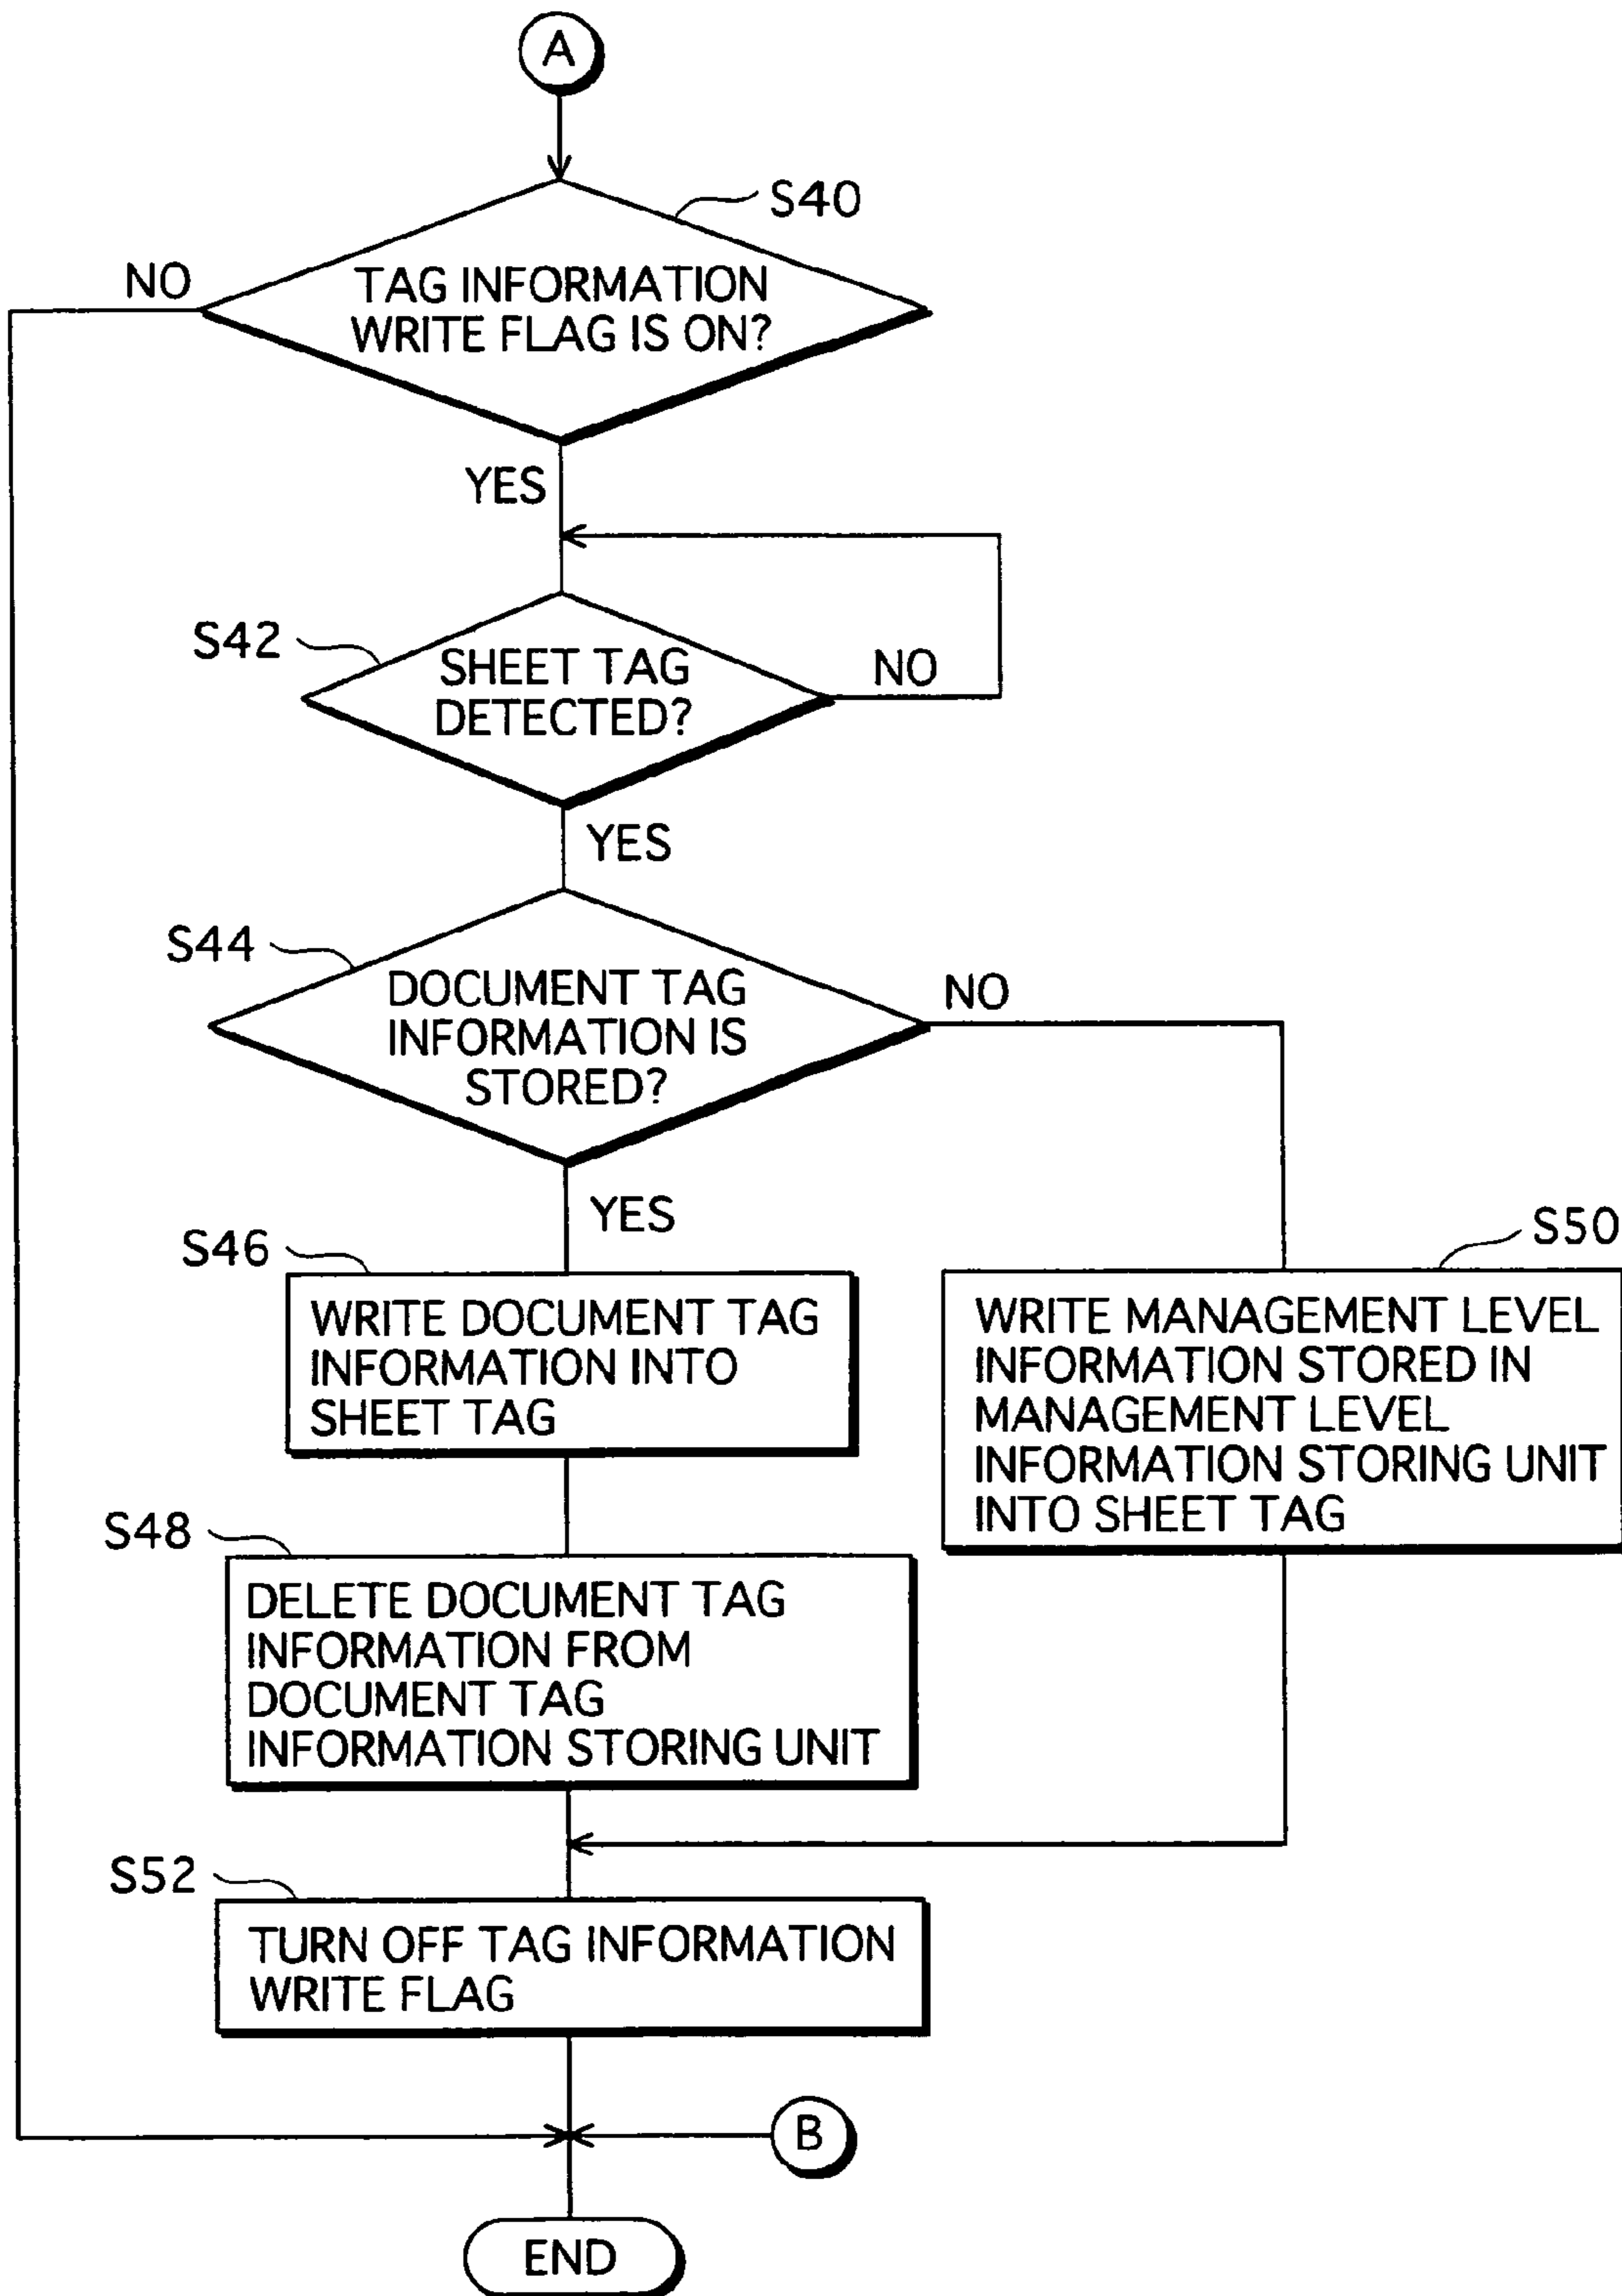 A
S40
NO
TAG INFORMATION
WRITE FLAG IS ON?
YES
S42
SHEET TAG
DETECTED?
NO
YES
S44
DOCUMENT TAG
INFORMATION IS
STORED?
NO
YES
S46
WRITE DOCUMENT TAG
INFORMATION INTO
SHEET TAG
S50
WRITE MANAGEMENT LEVEL
INFORMATION STORED IN
MANAGEMENT LEVEL
INFORMATION STORING UNIT
INTO SHEET TAG
S48
DELETE DOCUMENT TAG
INFORMATION FROM
DOCUMENT TAG
INFORMATION STORING UNIT
S52
TURN OFF TAG INFORMATION
WRITE FLAG
B
END